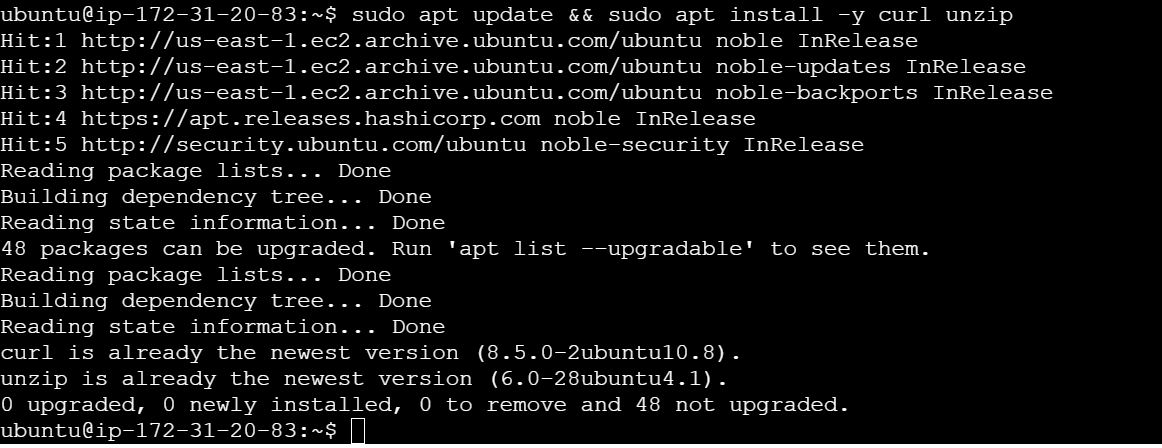 ubuntu@ip-172-31-20-83:~$ sudo apt update && sudo apt install -y curl unzip
Hit:1 http://us-east-1.ec2.archive.ubuntu.com/ubuntu noble InRelease
Hit:2 http://us-east-1.ec2.archive.ubuntu.com/ubuntu noble-updates InRelease
Hit:3 http://us-east-1.ec2.archive.ubuntu.com/ubuntu noble-backports InRelease
Hit:4 https://apt.releases.hashicorp.com noble InRelease
Hit:5 http://security.ubuntu.com/ubuntu noble-security InRelease
Reading package lists... Done
Building dependency tree... Done
Reading state information... Done
48 packages can be upgraded. Run 'apt list --upgradable' to see them.
Reading package lists... Done
Building dependency tree... Done
Reading state information... Done
curl is already the newest version (8.5.0-2ubuntu10.8).
unzip is already the newest version (6.0-28ubuntu4.1).
0 upgraded, 0 newly installed, 0 to remove and 48 not upgraded.
ubuntu@ip-172-31-20-83:~$